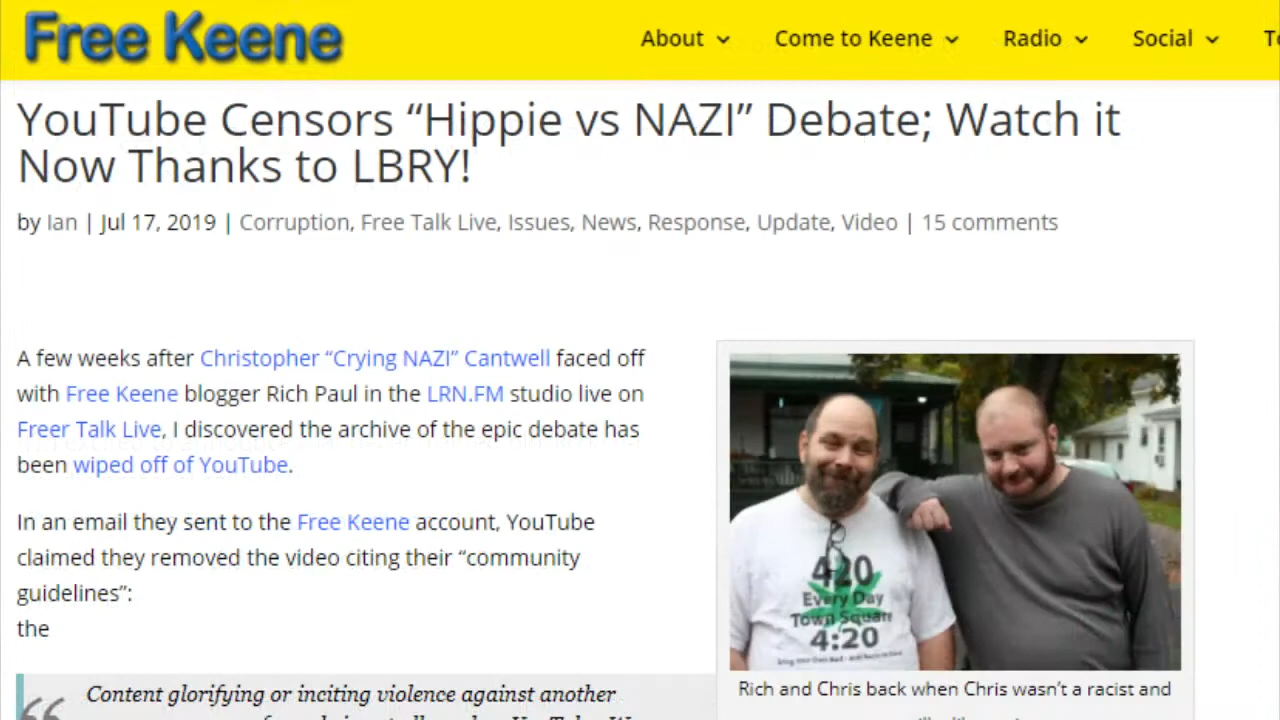 Free Keene
About Come to Keene Radio Social
YouTube Censors “Hippie vs NAZI” Debate; Watch it
Now Thanks to LBRY!
by Ian | Jul 17, 2019 | Corruption, Free Talk Live, Issues, News, Response, Update, Video | 15 comments
A few weeks after Christopher “Crying NAZI” Cantwell faced off
with Free Keene blogger Rich Paul in the LRN.FM studio live on
Freer Talk Live, I discovered the archive of the epic debate has
been wiped off of YouTube.
In an email they sent to the Free Keene account, YouTube
claimed they removed the video citing their “community
guidelines”:
the
Content glorifying or inciting violence against another
420
Every Day
Town Square
4:20
Rich and Chris back when Chris wasn’t a racist and